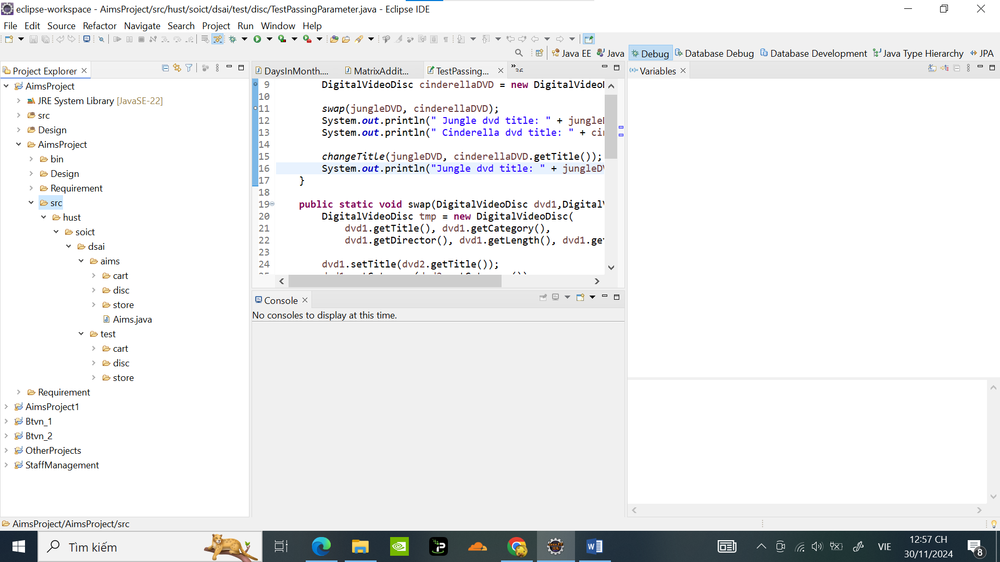 eclipse-workspace - AimsProject/src/hust/soict/dsai/test/disc/TestPassingParameter.java - Eclipse IDE
File Edit Source Refactor Navigate Search Project Run Window Help
Java EE Java Debug Database Debug Database Development Java Type Hierarchy JPA
Project Explorer
AimsProject
JRE System Library [JavaSE-22]
src
Design
AimsProject
bin
Design
Requirement
src
hust
soict
dsai
aims
cart
disc
store
Aims.java
test
cart
disc
store
Requirement
AimsProject1
Btvn_1
Btvn_2
OtherProjects
StaffManagement
DaysInMonth.... MatrixAddit... TestPassing... »36
9 DigitalVideoDisc cinderellaDVD = new DigitalVideo
10
11 swap(jungleDVD, cinderellaDVD);
12 System.out.println(" Jungle dvd title: " + jungle
13 System.out.println(" Cinderella dvd title: " + ci
14
15 changeTitle(jungleDVD, cinderellaDVD.getTitle());
16 System.out.println("Jungle dvd title: " + jungleD
17 }
18
19 public static void swap(DigitalVideoDisc dvd1,Digital
20 DigitalVideoDisc tmp = new DigitalVideoDisc(
21 dvd1.getTitle(), dvd1.getCategory(),
22 dvd1.getDirector(), dvd1.getLength(), dvd1.ge
23
24 dvd1.setTitle(dvd2.getTitle());
Console
No consoles to display at this time.
(x)= Variables
AimsProject/AimsProject/src
Tìm kiếm
VIE
12:57 CH
30/11/2024
8